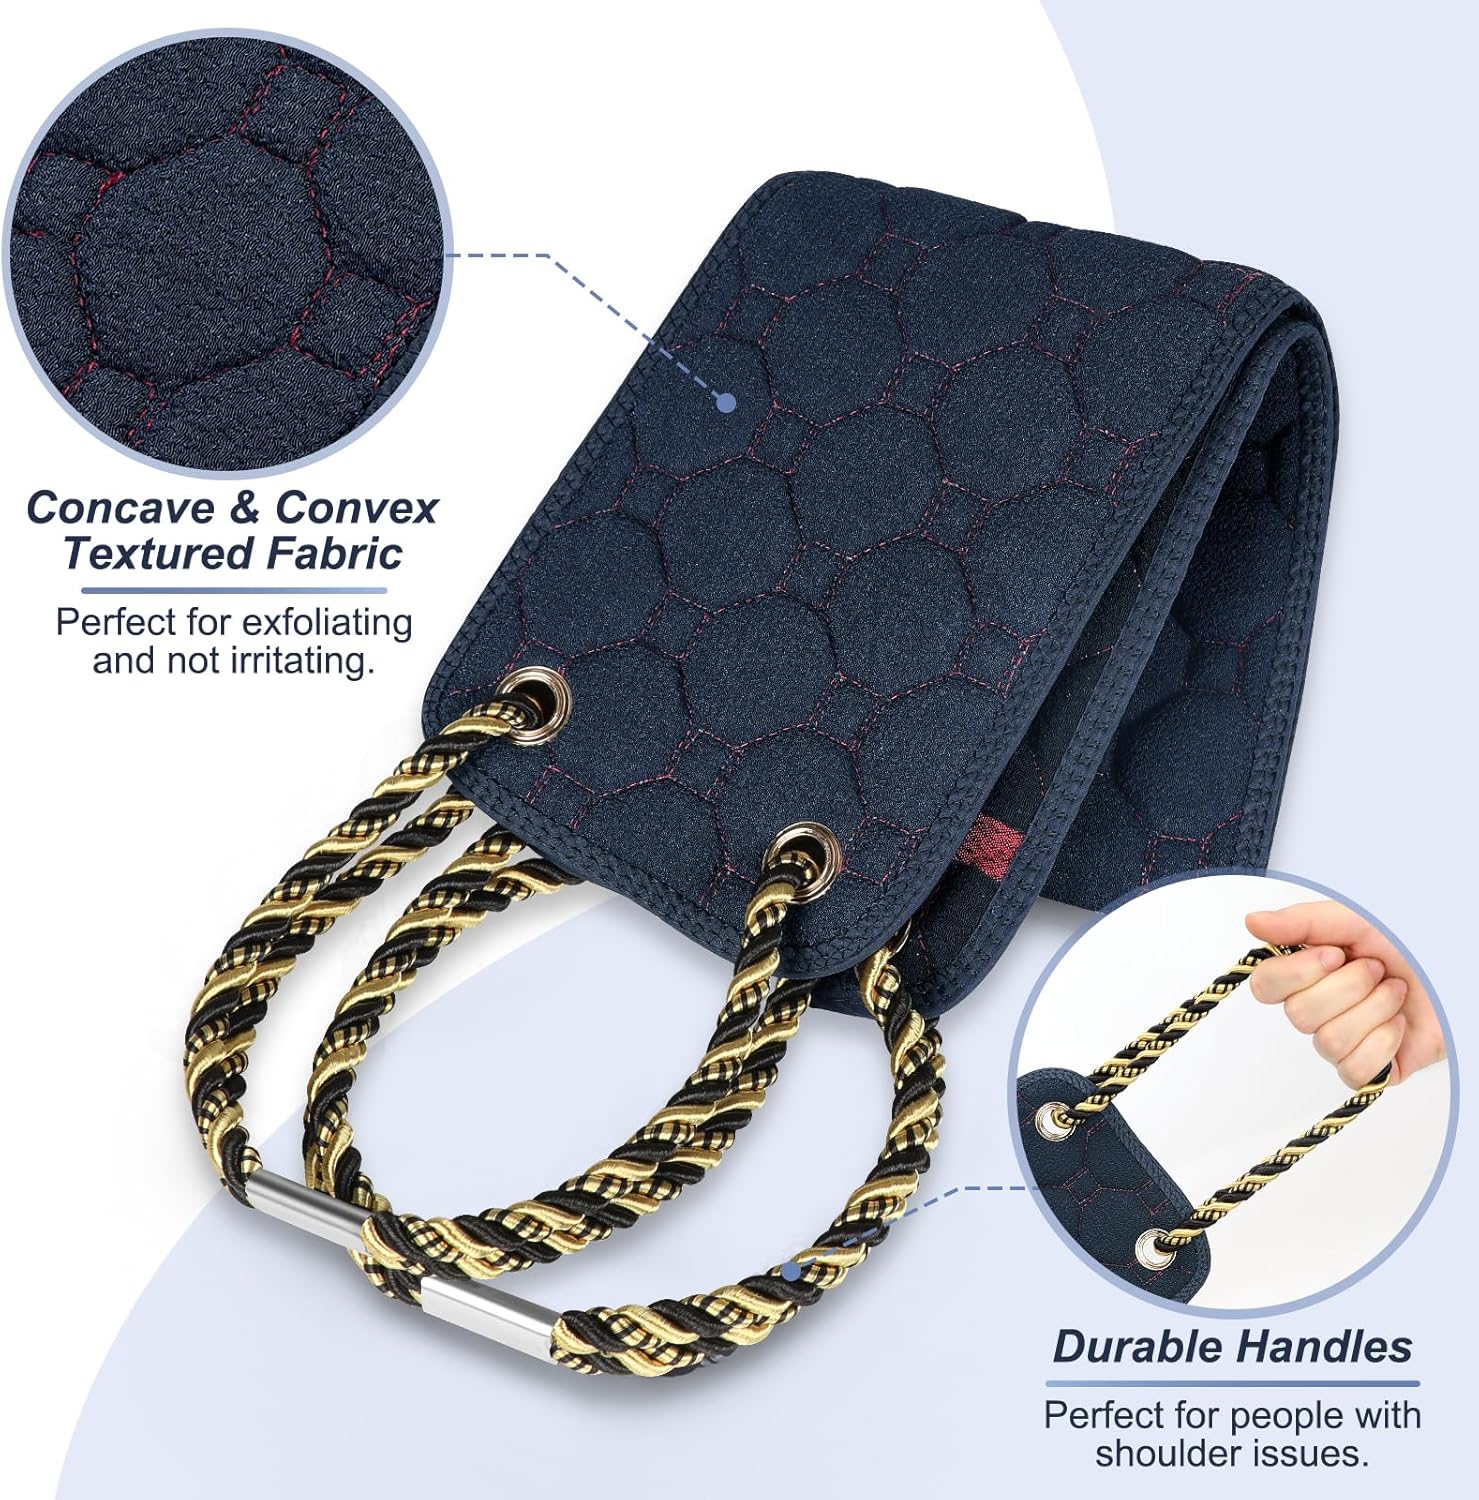 Concave & Convex
Textured Fabric
Perfect for exfoliating
and not irritating.
Durable Handles
Perfect for people with
shoulder issues.